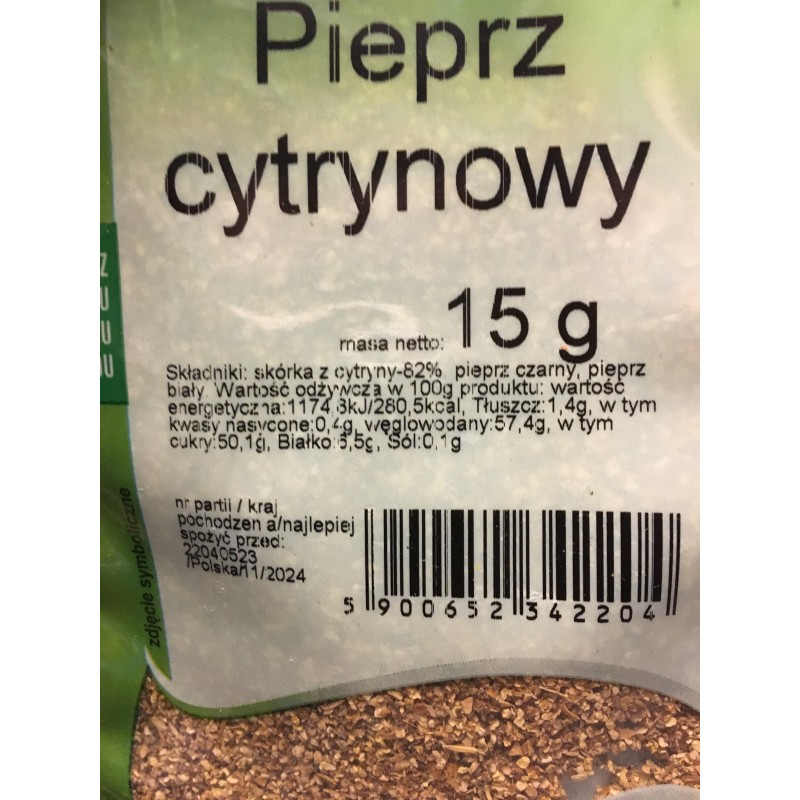 Pieprz
cytrynowy
Z
U
U
DU
masa netto: 15 g
Składniki: skórka z cytryny-82% pieprz czarny, pieprz
biały. Wartość odżywcza w 100g produktu: wartość
energetyczna:1174,8kJ/280,5kcal, Tłuszcz:1,4g, w tym
kwasy nasycone:0,4g, węglowodany:57,4g, w tym
cukry:50,1g, Białko: Sól:0,1g
nr partii / kraj
pochodzenia/najlepiej
spożyć przed:
22040523
/Polska/11/2024
zdjęcie symboliczne
5 900652 342204